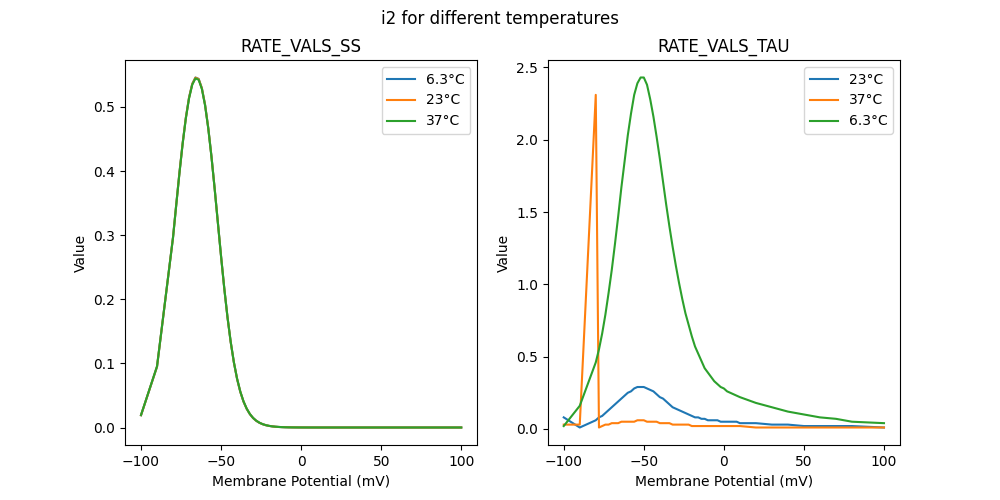 i2 for different temperatures
RATE_VALS_SS
6.3°C
23°C
37°C
0.5
0.4
0.3
0.2
0.1
0.0
Value
−100
−50
0
50
100
Membrane Potential (mV)
RATE_VALS_TAU
23°C
37°C
6.3°C
2.5
2.0
1.5
1.0
0.5
0.0
Value
−100
−50
0
50
100
Membrane Potential (mV)